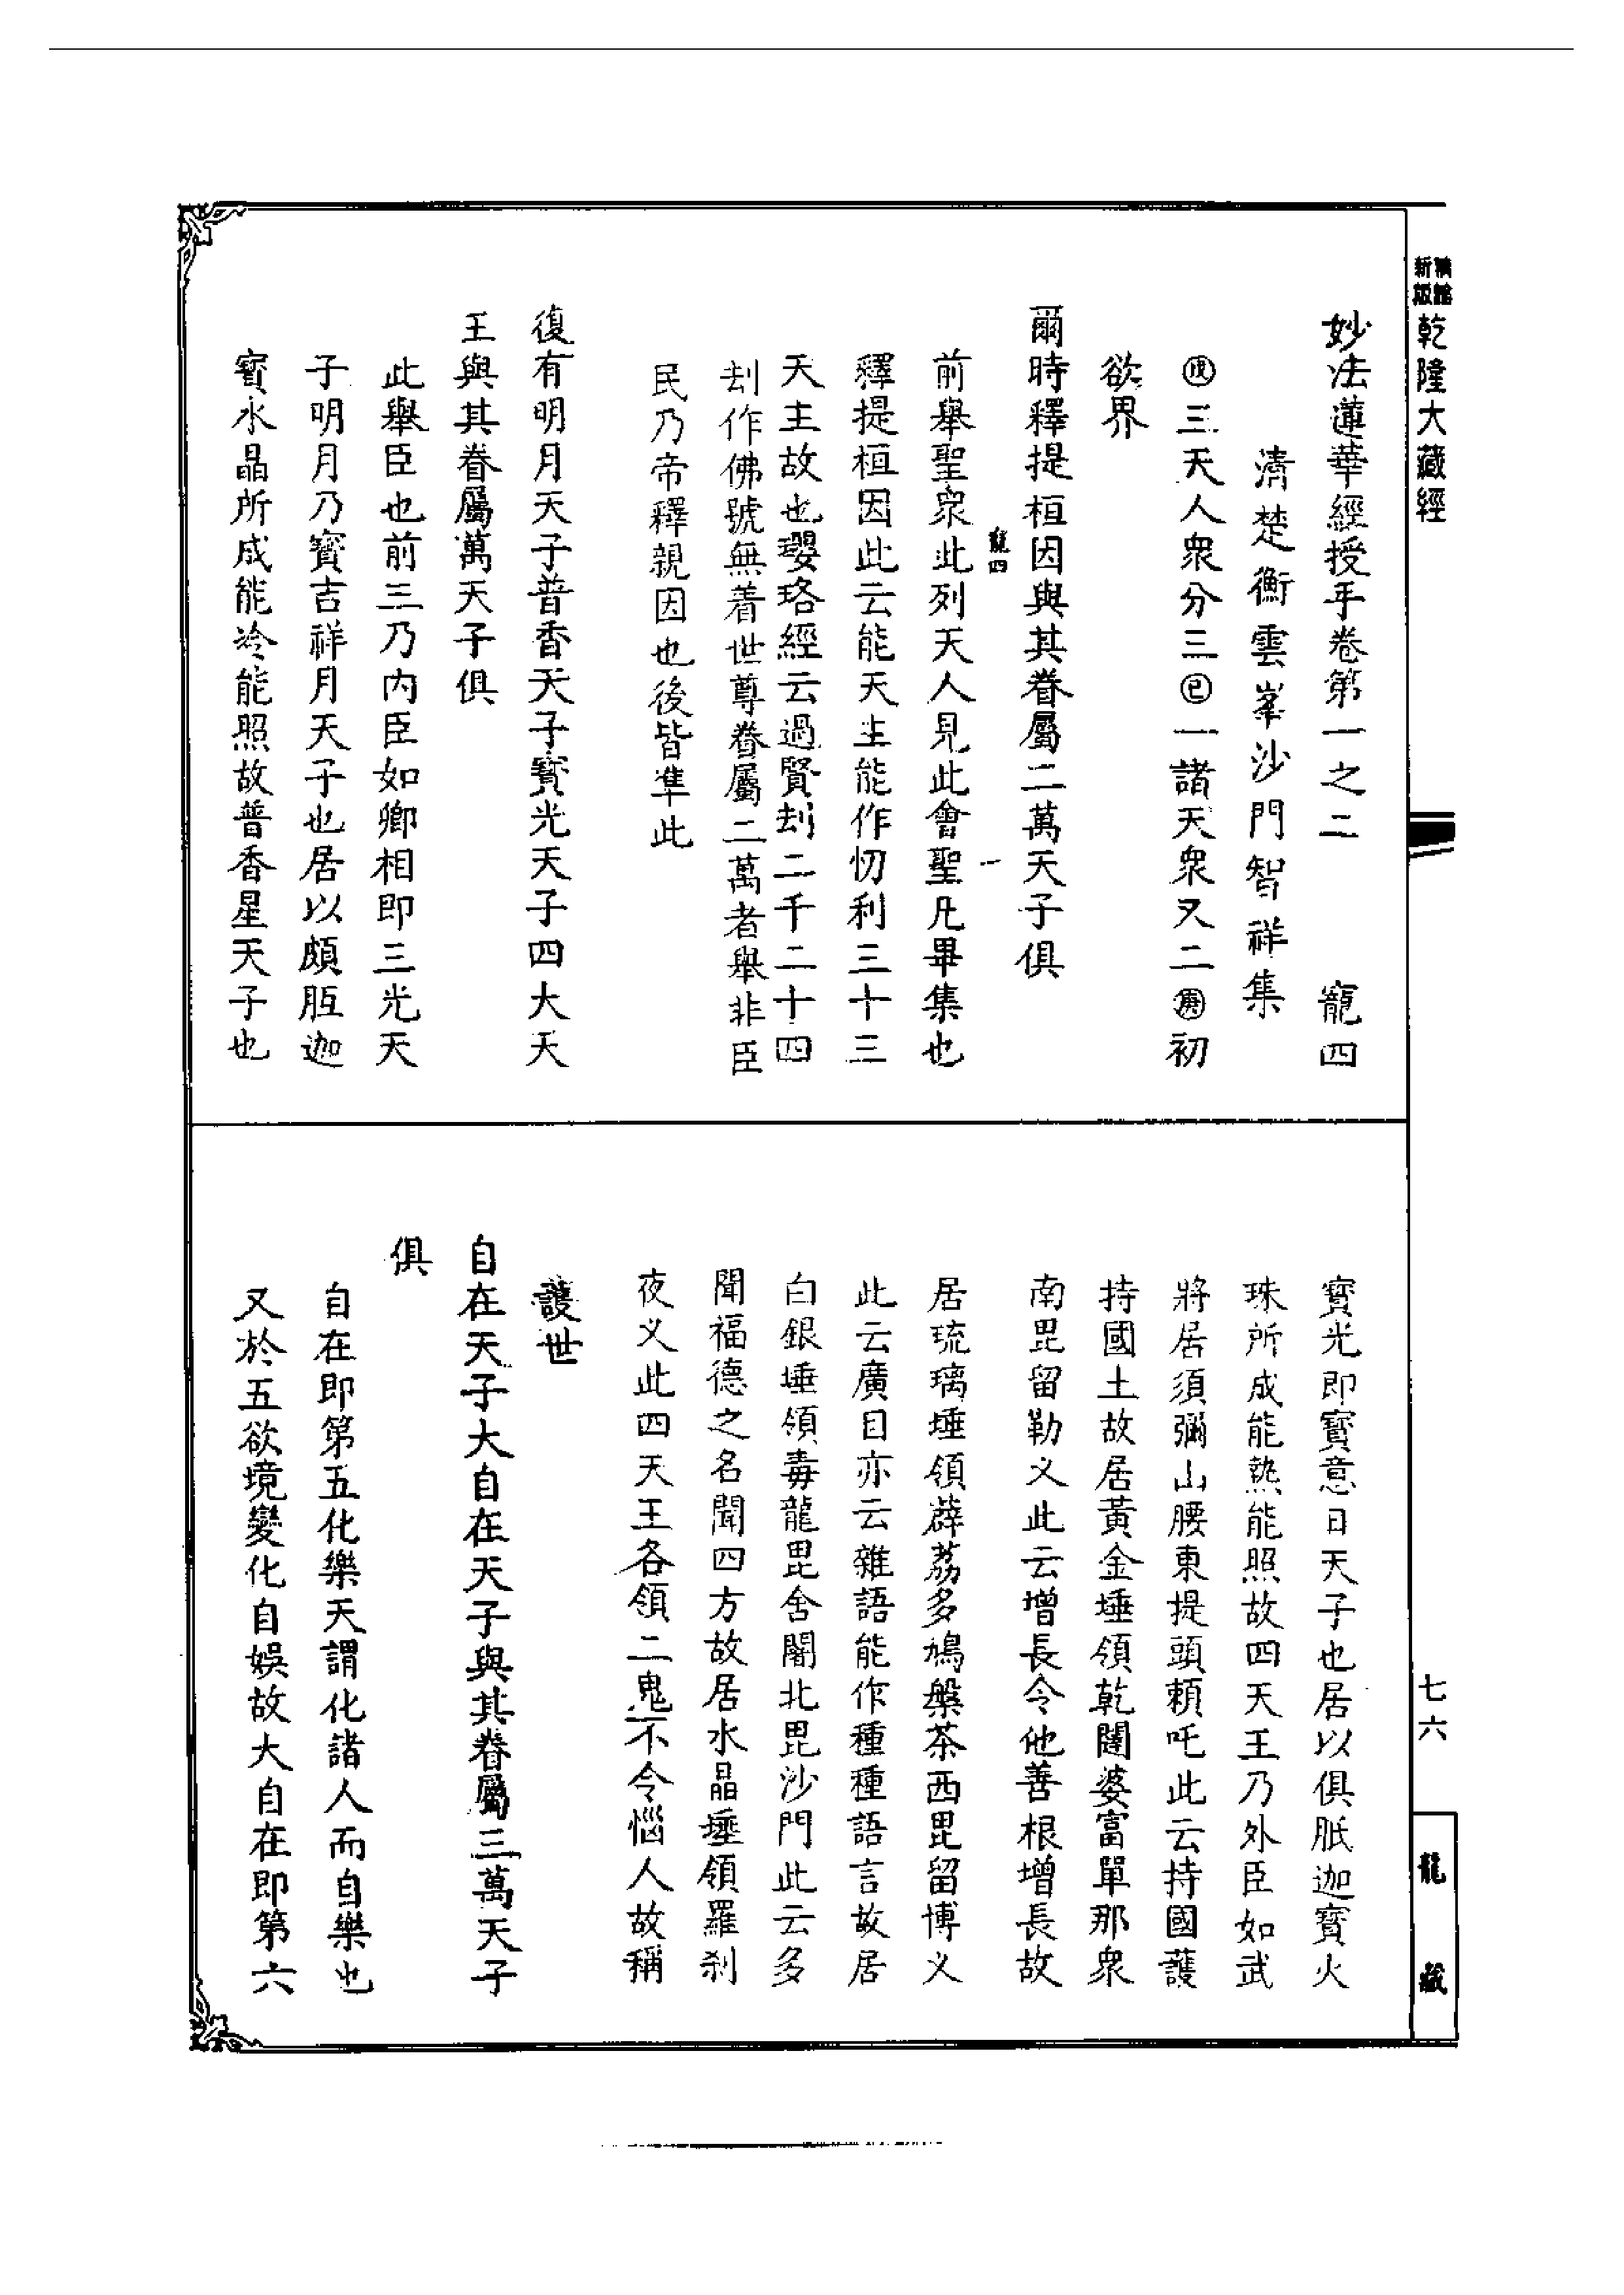 新版
乾隆大藏經
妙法蓮華經授手卷第一之二　寵四
清楚衡雲峯沙門智祥集
㊅三天人衆分三㊂一諸天衆又二㊄初
欲界
爾時釋提桓因與其眷屬二萬天子俱
寵四
一
前舉聖衆此列天人見此會聖凡畢集也
釋提桓因此云能天主能作忉利三十三
天主故也瓔珞經云過賢刦二千二十四
刦作佛號無着世尊眷屬二萬者舉非臣
民乃帝釋親因也後皆準此
復有明月天子普香天子寶光天子四大天
王與其眷屬萬天子俱
此舉臣也前三乃內臣如卿相即三光天
子明月乃寶吉祥月天子也居以頗胝迦
寶水晶所成能冷能照故普香星天子也
寶光即寶意日天子也居以俱胝迦寶火
珠所成能熱能照故四天王乃外臣如武
將居須彌山腰東提頭頼吒此云持國護
持國土故居黃金埵領乾闥婆富單那衆
南毘留勒义此云增長令他善根增長故
居琉璃埵領薜荔多鳩槃茶西毘留博义
此云廣目亦云雜語能作種種語言故居
白銀埵領毒龍毘舍闍北毘沙門此云多
聞福德之名聞四方故居水晶埵領羅刹
夜义此四天王各領二鬼不令惱人故稱
護世
自在天子大自在天子與其眷屬三萬天子
俱
自在即第五化樂天謂化諸人而自樂也
又於五欲境變化自娛故大自在即第六
七六
龍藏